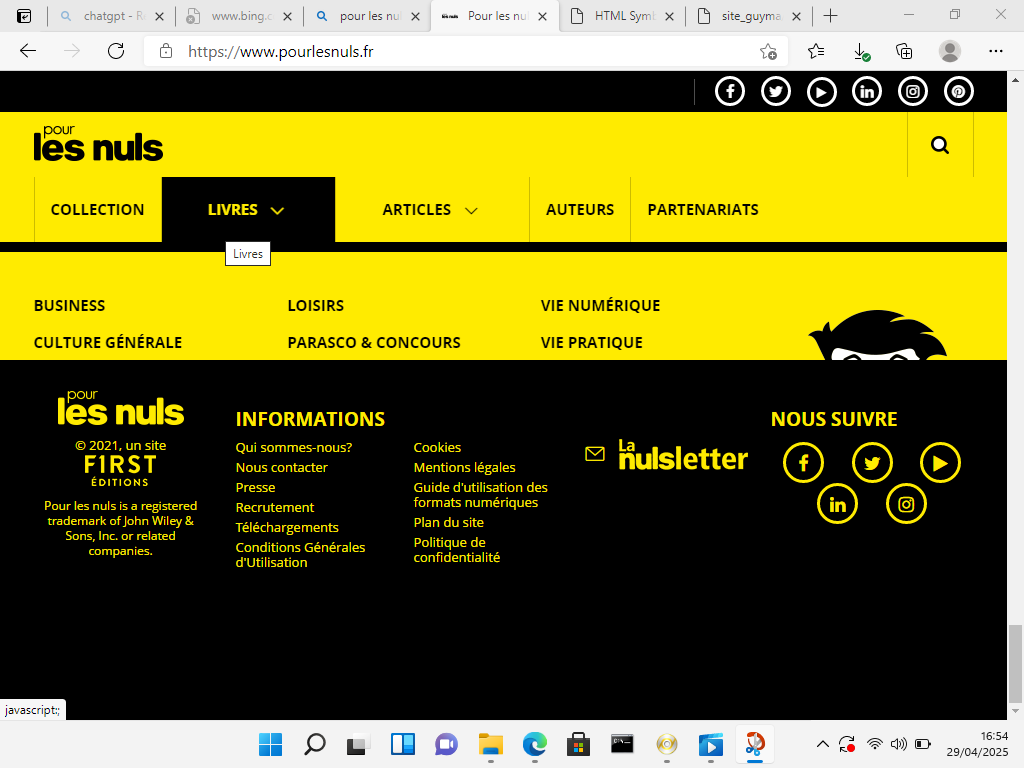 chatgpt - Re
www.bing.c
pour les nul
Pour les nul
HTML Symb
site_guyma
https://www.pourlesnuls.fr
pour
les nuls
COLLECTION
LIVRES
ARTICLES
AUTEURS
PARTENARIATS
Livres
BUSINESS
LOISIRS
VIE NUMÉRIQUE
CULTURE GÉNÉRALE
PARASCO & CONCOURS
VIE PRATIQUE
pour
les nuls
© 2021, un site
F1RST
ÉDITIONS
Pour les nuls is a registered
trademark of John Wiley &
Sons, Inc. or related
companies.
INFORMATIONS
Qui sommes-nous?
Nous contacter
Presse
Recrutement
Téléchargements
Conditions Générales
d'Utilisation
Cookies
Mentions légales
Guide d'utilisation des
formats numériques
Plan du site
Politique de
confidentialité
La
nulsletter
NOUS SUIVRE
javascript:;
16:54
29/04/2025